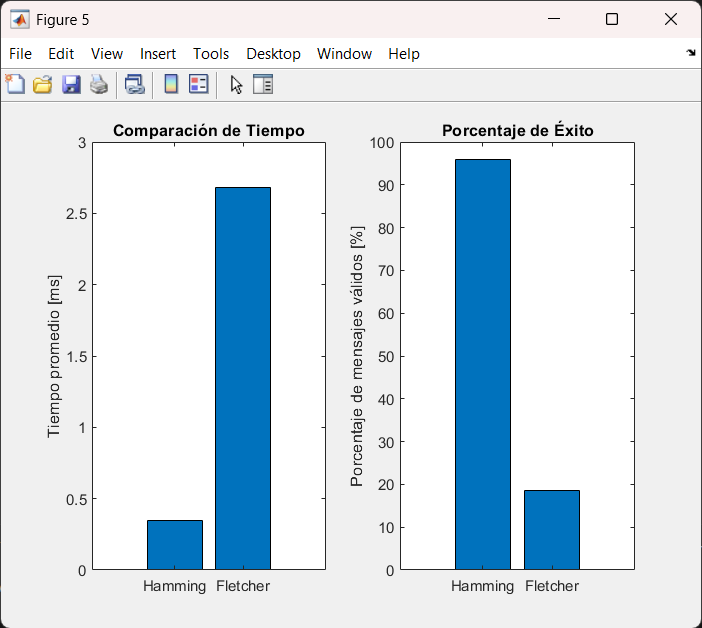 Figure 5
File Edit View Insert Tools Desktop Window Help
Comparación de Tiempo
Tiempo promedio [ms]
3
2.5
2
1.5
1
0.5
0
Hamming Fletcher
Porcentaje de Éxito
Porcentaje de mensajes válidos [%]
100
90
80
70
60
50
40
30
20
10
0
Hamming Fletcher